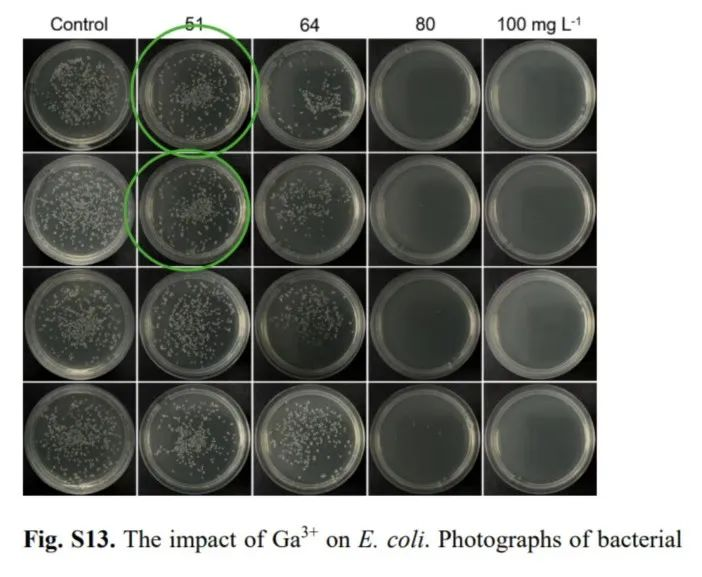 Control 51 64 80 100 mg L⁻¹
Fig. S13. The impact of Ga³⁺ on E. coli. Photographs of bacterial